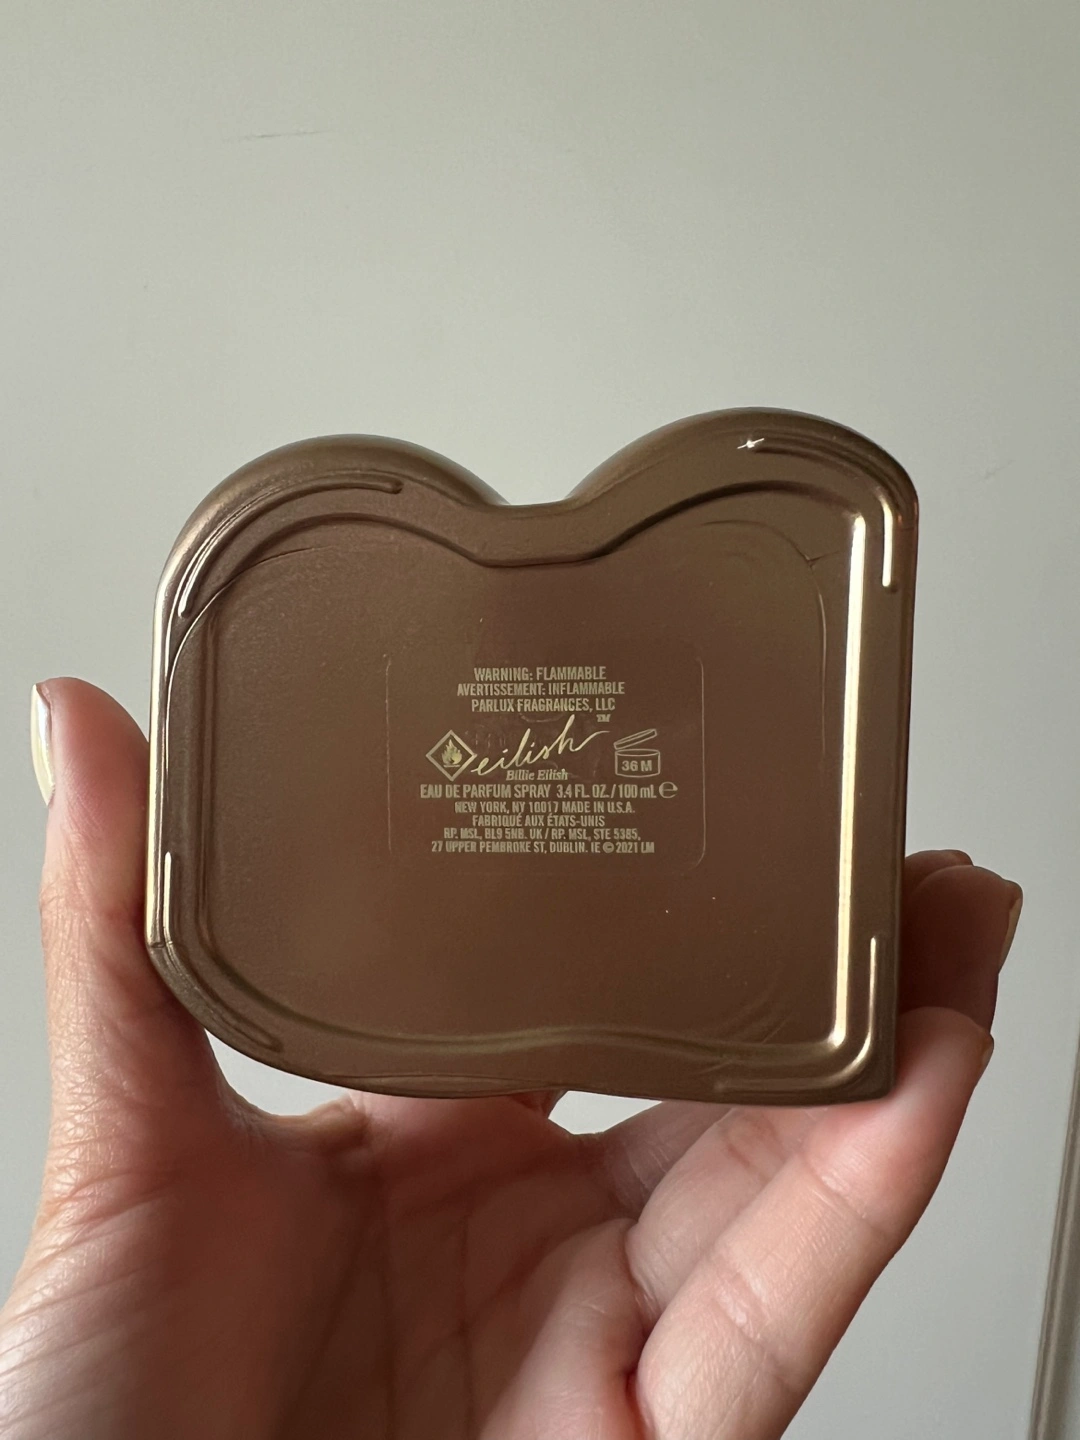 WARNING: FLAMMABLE
AVERTISSEMENT: INFLAMMABLE
PARLUX FRAGRANCES, LLC
eilish™
Billie Eilish
36 M
EAU DE PARFUM SPRAY 3.4 FL. OZ. / 100 mL ℮
NEW YORK, NY 10017 MADE IN U.S.A.
FABRIQUÉ AUX ÉTATS-UNIS
RP. MSL, BL9 5NB. UK / RP. MSL, STE 5385,
27 UPPER PEMBROKE ST, DUBLIN. IE © 2021 LM